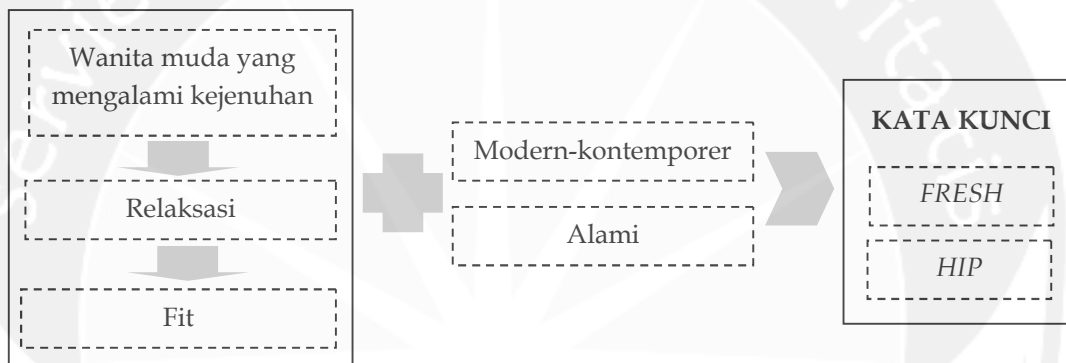 Wanita muda yang
mengalami kejenuhan
Relaksasi
Fit
Modern-kontemporer
Alami
KATA KUNCI
FRESH
HIP